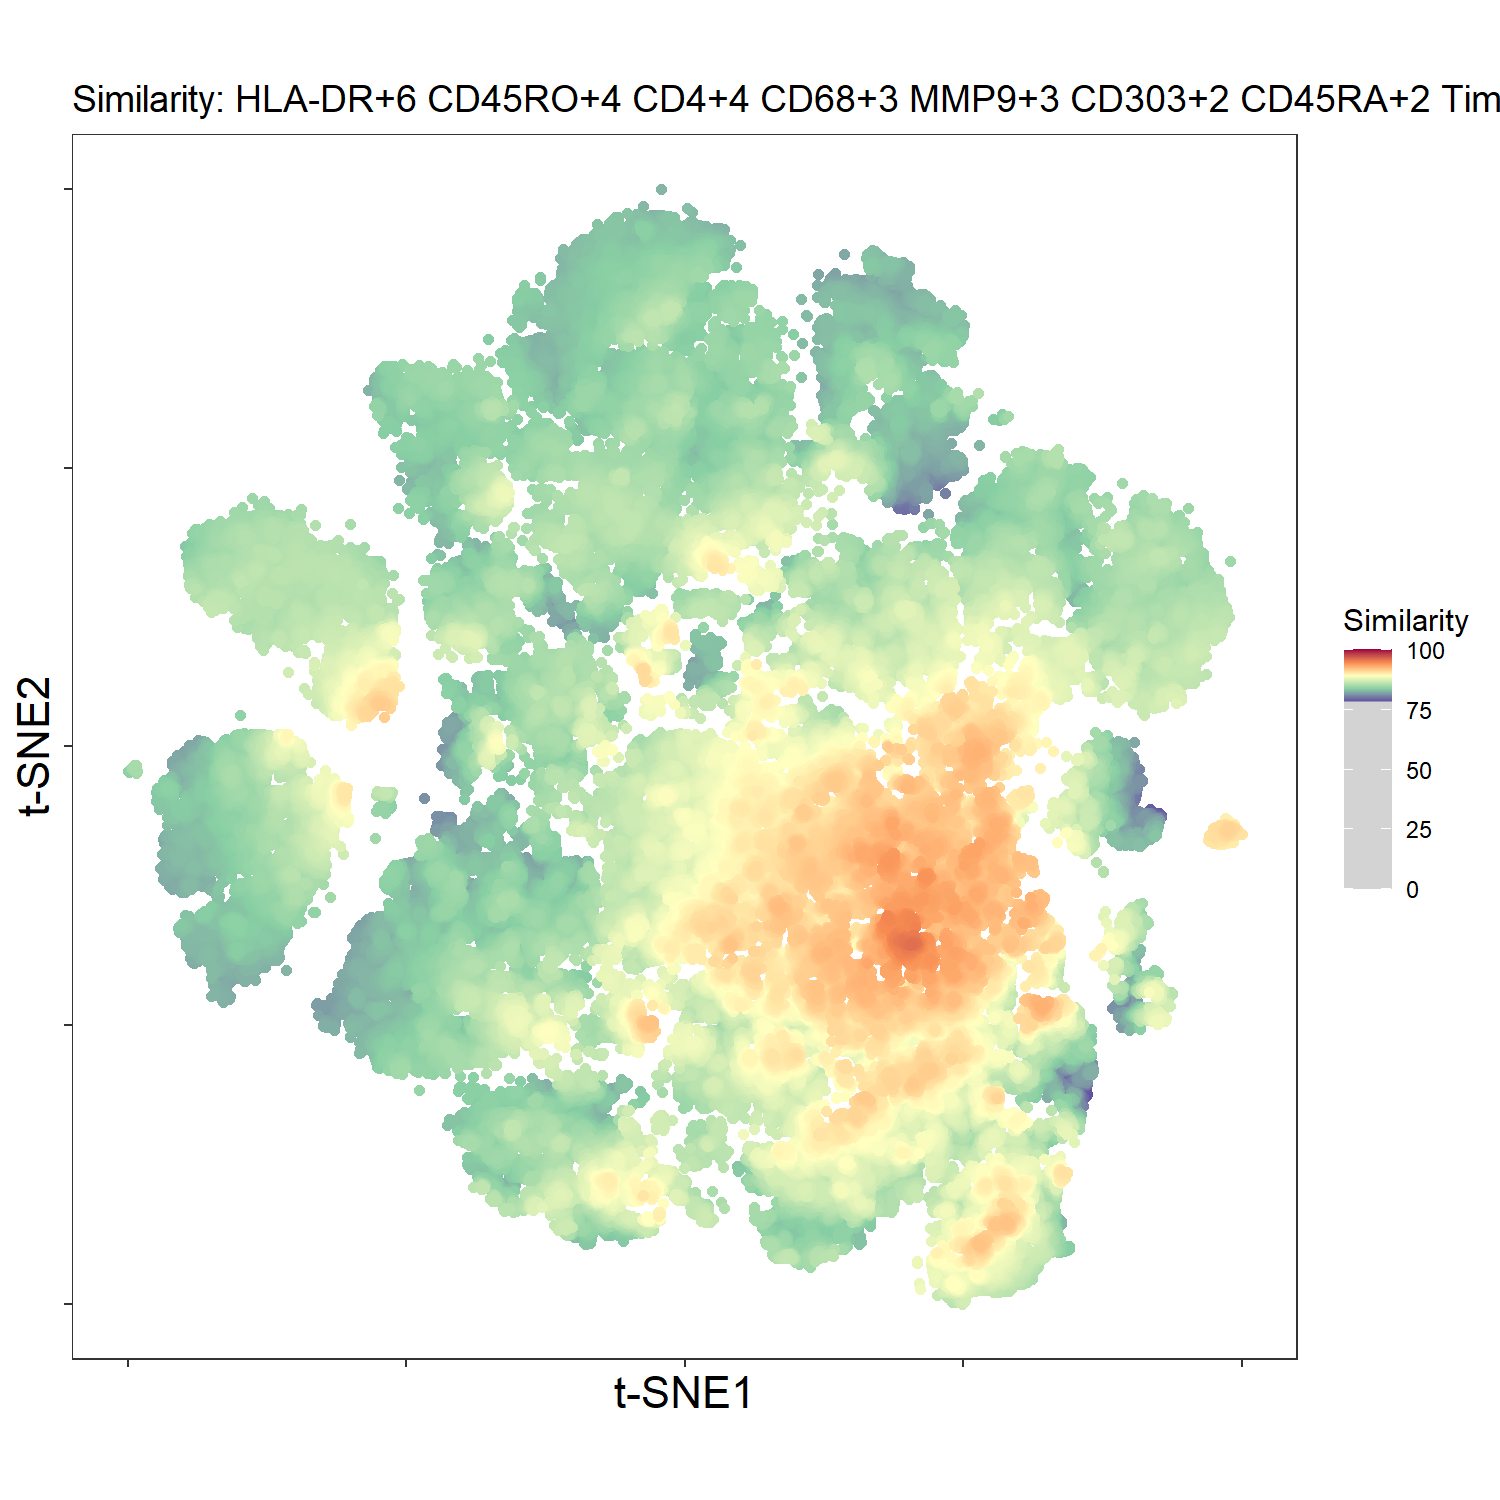 Similarity: HLA-DR+6 CD45RO+4 CD4+4 CD68+3 MMP9+3 CD303+2 CD45RA+2 Tim
t-SNE2
Similarity
100
75
50
25
0
t-SNE1